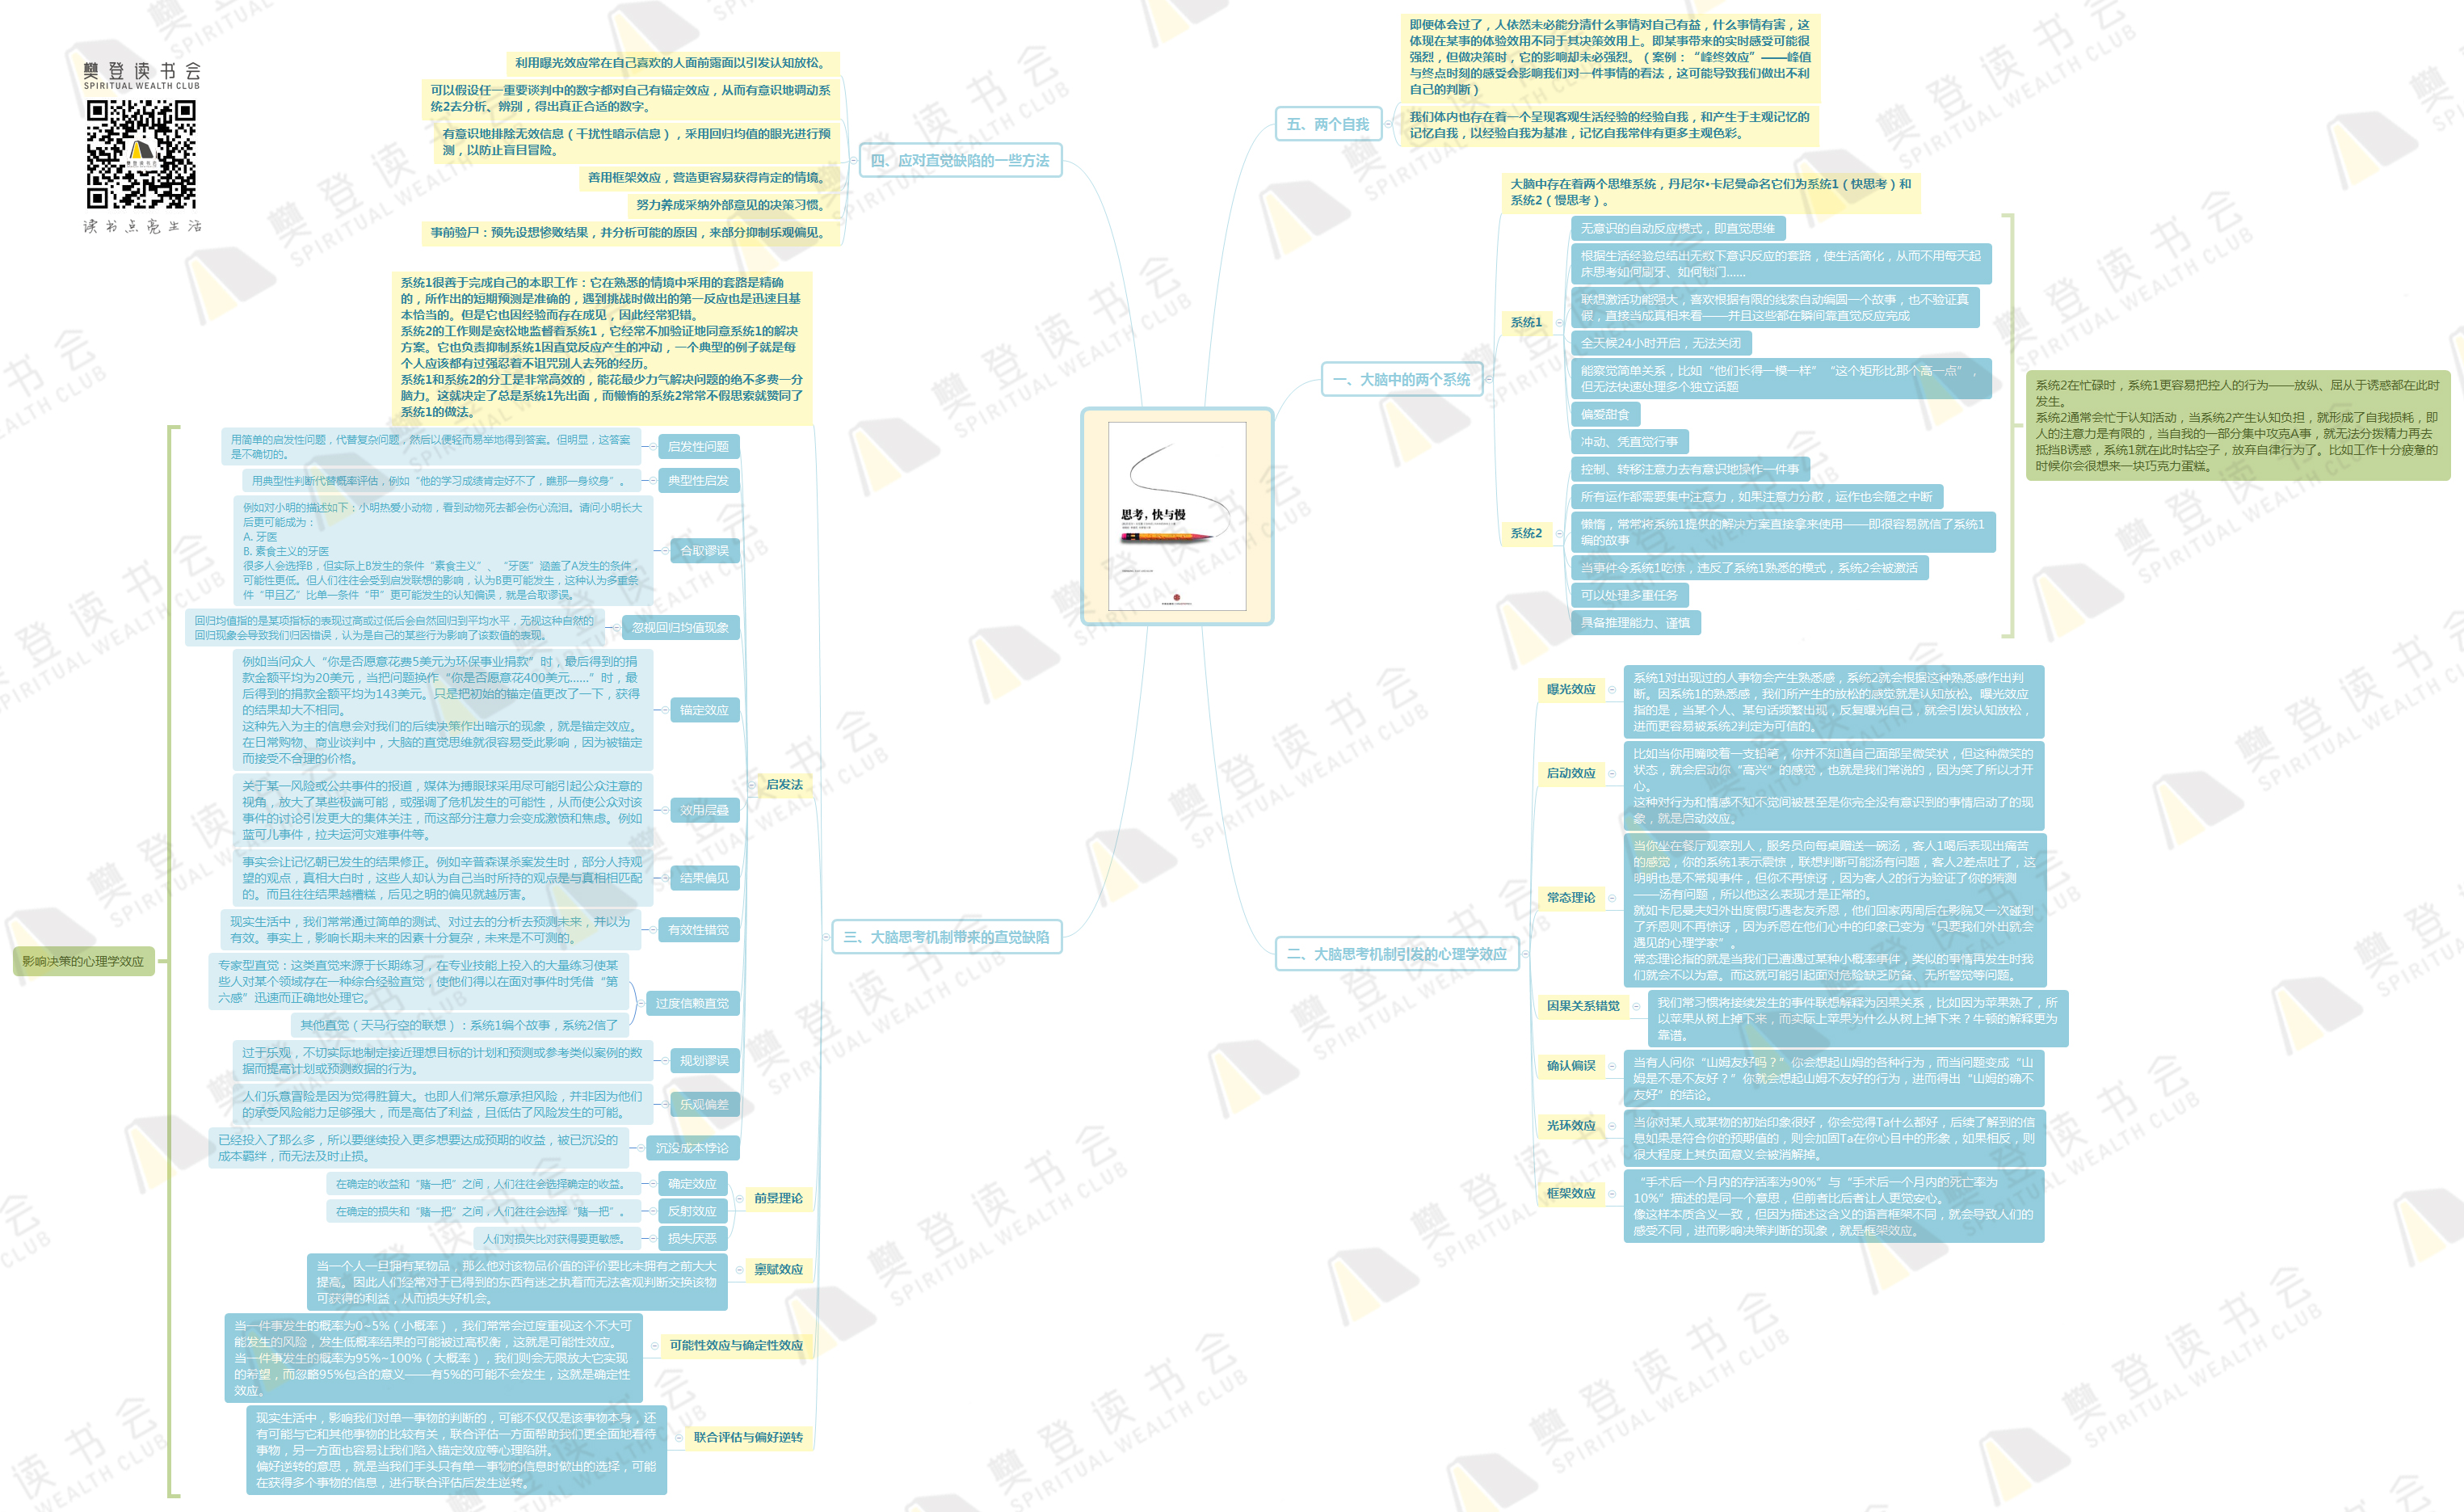 樊登读书会
SPIRITUAL WEALTH CLUB
读书点亮生活
思考，快与慢
一、大脑中的两个系统
大脑中存在着两个思维系统，丹尼尔•卡尼曼命名它们为系统1（快思考）和
系统2（慢思考）。
系统1
无意识的自动反应模式，即直觉思维
根据生活经验总结出无数下意识反应的套路，使生活简化，从而不用每天起
床思考如何刷牙、如何锁门......
联想激活功能强大，喜欢根据有限的线索自动编圆一个故事，也不验证真
假，直接当成真相来看——并且这些都在瞬间靠直觉反应完成
全天候24小时开启，无法关闭
能察觉简单关系，比如“他们长得一模一样”“这个矩形比那个高一点”，
但无法快速处理多个独立话题
偏爱甜食
冲动、凭直觉行事
系统2
控制、转移注意力去有意识地操作一件事
所有运作都需要集中注意力，如果注意力分散，运作也会随之中断
懒惰，常常将系统1提供的解决方案直接拿来使用——即很容易就信了系统1
编的故事
当事件令系统1吃惊，违反了系统1熟悉的模式，系统2会被激活
可以处理多重任务
具备推理能力、谨慎
系统2在忙碌时，系统1更容易把控人的行为——放纵、屈从于诱惑都在此时
发生。
系统2通常会忙于认知活动，当系统2产生认知负担，就形成了自我损耗，即
人的注意力是有限的，当自我的一部分集中攻克A事，就无法分拨精力再去
抵挡B诱惑，系统1就在此时钻空子，放弃自律行为了。比如工作十分疲惫的
时候你会很想来一块巧克力蛋糕。
二、大脑思考机制引发的心理学效应
曝光效应
系统1对出现过的人事物会产生熟悉感，系统2就会根据这种熟悉感作出判
断。因系统1的熟悉感，我们所产生的放松的感觉就是认知放松。曝光效应
指的是，当某个人、某句话频繁出现，反复曝光自己，就会引发认知放松，
进而更容易被系统2判定为可信的。
启动效应
比如当你用嘴咬着一支铅笔，你并不知道自己面部呈微笑状，但这种微笑的
状态，就会启动你“高兴”的感觉，也就是我们常说的，因为笑了所以才开
心。
这种对行为和情感不知不觉间被甚至是你完全没有意识到的事情启动了的现
象，就是启动效应。
常态理论
当你坐在餐厅观察别人，服务员向每桌赠送一碗汤，客人1喝后表现出痛苦
的感觉，你的系统1表示震惊，联想判断可能汤有问题，客人2差点吐了，这
明明也是不常规事件，但你不再惊讶，因为客人2的行为验证了你的猜测
——汤有问题，所以他这么表现才是正常的。
就如卡尼曼夫妇外出度假巧遇老友乔恩，他们回家两周后在影院又一次碰到
了乔恩则不再惊讶，因为乔恩在他们心中的印象已变为“只要我们外出就会
遇见的心理学家”。
常态理论指的就是当我们已遭遇过某种小概率事件，类似的事情再发生时我
们就会不以为意。而这就可能引起面对危险缺乏防备、无所警觉等问题。
因果关系错觉
我们常习惯将接续发生的事件联想解释为因果关系，比如因为苹果熟了，所
以苹果从树上掉下来，而实际上苹果为什么从树上掉下来？牛顿的解释更为
靠谱。
确认偏误
当有人问你“山姆友好吗？”你会想起山姆的各种行为，而当问题变成“山
姆是不是不友好？”你就会想起山姆不友好的行为，进而得出“山姆的确不
友好”的结论。
光环效应
当你对某人或某物的初始印象很好，你会觉得Ta什么都好，后续了解到的信
息如果是符合你的预期值的，则会加固Ta在你心目中的形象，如果相反，则
很大程度上其负面意义会被消解掉。
框架效应
“手术后一个月内的存活率为90%”与“手术后一个月内的死亡率为
10%”描述的是同一个意思，但前者比后者让人更觉安心。
像这样本质含义一致，但因为描述这含义的语言框架不同，就会导致人们的
感受不同，进而影响决策判断的现象，就是框架效应。
三、大脑思考机制带来的直觉缺陷
系统1很善于完成自己的本职工作：它在熟悉的情境中采用的套路是精确
的，所作出的短期预测是准确的，遇到挑战时做出的第一反应也是迅速且基
本恰当的。但是它也因经验而存在成见，因此经常犯错。
系统2的工作则是宽松地监督着系统1，它经常不加验证地同意系统1的解决
方案。它也负责抑制系统1因直觉反应产生的冲动，一个典型的例子就是每
个人应该都有过强忍着不诅咒别人去死的经历。
系统1和系统2的分工是非常高效的，能花最少力气解决问题的绝不多费一分
脑力。这就决定了总是系统1先出面，而懒惰的系统2常常不假思索就赞同了
系统1的做法。
启发法
启发性问题
用简单的启发性问题，代替复杂问题，然后以便轻而易举地得到答案。但明显，这答案
是不确切的。
典型性启发
用典型性判断代替概率评估，例如“他的学习成绩肯定好不了，瞧那一身纹身”。
合取谬误
例如对小明的描述如下：小明热爱小动物，看到动物死去都会伤心流泪。请问小明长大
后更可能成为：
A. 牙医
B. 素食主义的牙医
很多人会选择B，但实际上B发生的条件“素食主义”、“牙医”涵盖了A发生的条件，
可能性更低。但人们往往会受到启发联想的影响，认为B更可能发生，这种认为多重条
件“甲且乙”比单一条件“甲”更可能发生的认知偏误，就是合取谬误。
忽视回归均值现象
回归均值指的是某项指标的表现过高或过低后会自然回归到平均水平，无视这种自然的
回归现象会导致我们归因错误，认为是自己的某些行为影响了该数值的表现。
锚定效应
例如当问众人“你是否愿意花费5美元为环保事业捐款”时，最后得到的捐
款金额平均为20美元，当把问题换作“你是否愿意花400美元......”时，最
后得到的捐款金额平均为143美元。只是把初始的锚定值更改了一下，获得
的结果却大不相同。
这种先入为主的信息会对我们的后续决策作出暗示的现象，就是锚定效应。
在日常购物、商业谈判中，大脑的直觉思维就很容易受此影响，因为被锚定
而接受不合理的价格。
效用层叠
关于某一风险或公共事件的报道，媒体为博眼球采用尽可能引起公众注意的
视角，放大了某些极端可能，或强调了危机发生的可能性，从而使公众对该
事件的讨论引发更大的集体关注，而这部分注意力会变成激愤和焦虑。例如
蓝可儿事件，拉夫运河灾难事件等。
结果偏见
事实会让记忆朝已发生的结果修正。例如辛普森谋杀案发生时，部分人持观
望的观点，真相大白时，这些人却认为自己当时所持的观点是与真相相匹配
的。而且往往结果越糟糕，后见之明的偏见就越厉害。
有效性错觉
现实生活中，我们常常通过简单的测试、对过去的分析去预测未来，并以为
有效。事实上，影响长期未来的因素十分复杂，未来是不可测的。
过度信赖直觉
专家型直觉：这类直觉来源于长期练习，在专业技能上投入的大量练习使某
些人对某个领域存在一种综合经验直觉，使他们得以在面对事件时凭借“第
六感”迅速而正确地处理它。
其他直觉（天马行空的联想）：系统1编个故事，系统2信了
规划谬误
过于乐观，不切实际地制定接近理想目标的计划和预测或参考类似案例的数
据而提高计划或预测数据的行为。
乐观偏差
人们乐意冒险是因为觉得胜算大。也即人们常乐意承担风险，并非因为他们
的承受风险能力足够强大，而是高估了利益，且低估了风险发生的可能。
沉没成本悖论
已经投入了那么多，所以要继续投入更多想要达成预期的收益，被已沉没的
成本羁绊，而无法及时止损。
前景理论
确定效应
在确定的收益和“赌一把”之间，人们往往会选择确定的收益。
反射效应
在确定的损失和“赌一把”之间，人们往往会选择“赌一把”。
损失厌恶
人们对损失比对获得要更敏感。
禀赋效应
当一个人一旦拥有某物品，那么他对该物品价值的评价要比未拥有之前大大
提高。因此人们经常对于已得到的东西有迷之执着而无法客观判断交换该物
可获得的利益，从而损失好机会。
可能性效应与确定性效应
当一件事发生的概率为0~5%（小概率），我们常常会过度重视这个不大可
能发生的风险，发生低概率结果的可能被过高权衡，这就是可能性效应。
当一件事发生的概率为95%~100%（大概率），我们则会无限放大它实现
的希望，而忽略95%包含的意义——有5%的可能不会发生，这就是确定性
效应。
联合评估与偏好逆转
现实生活中，影响我们对单一事物的判断的，可能不仅仅是该事物本身，还
有可能与它和其他事物的比较有关，联合评估一方面帮助我们更全面地看待
事物，另一方面也容易让我们陷入锚定效应等心理陷阱。
偏好逆转的意思，就是当我们手头只有单一事物的信息时做出的选择，可能
在获得多个事物的信息，进行联合评估后发生逆转。
影响决策的心理学效应
四、应对直觉缺陷的一些方法
利用曝光效应常在自己喜欢的人面前露面以引发认知放松。
可以假设任一重要谈判中的数字都对自己有锚定效应，从而有意识地调动系
统2去分析、辨别，得出真正合适的数字。
有意识地排除无效信息（干扰性暗示信息），采用回归均值的眼光进行预
测，以防止盲目冒险。
善用框架效应，营造更容易获得肯定的情境。
努力养成采纳外部意见的决策习惯。
事前验尸：预先设想惨败结果，并分析可能的原因，来部分抑制乐观偏见。
五、两个自我
即便体会过了，人依然未必能分清什么事情对自己有益，什么事情有害，这
体现在某事的体验效用不同于其决策效用上。即某事带来的实时感受可能很
强烈，但做决策时，它的影响却未必强烈。（案例：“峰终效应”——峰值
与终点时刻的感受会影响我们对一件事情的看法，这可能导致我们做出不利
自己的判断）
我们体内也存在着一个呈现客观生活经验的经验自我，和产生于主观记忆的
记忆自我，以经验自我为基准，记忆自我常伴有更多主观色彩。